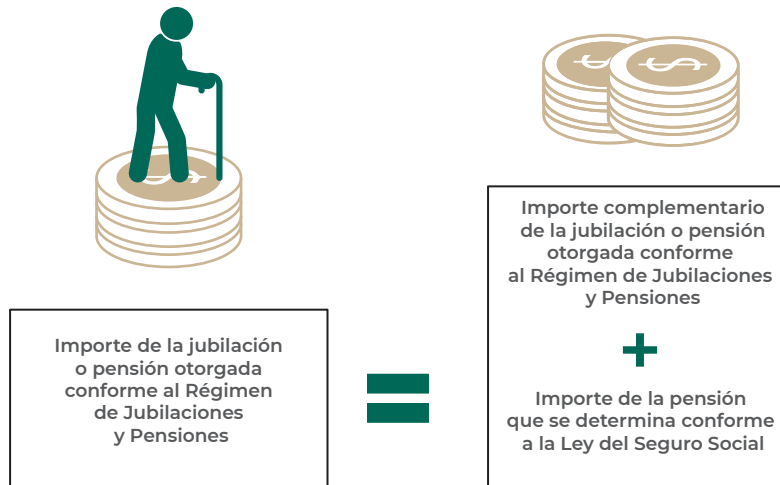 Importe de la jubilación
o pensión otorgada
conforme al Régimen
de Jubilaciones
y Pensiones
=
Importe complementario
de la jubilación o pensión
otorgada conforme
al Régimen de Jubilaciones
y Pensiones
+
Importe de la pensión
que se determina conforme
a la Ley del Seguro Social
$
$
$